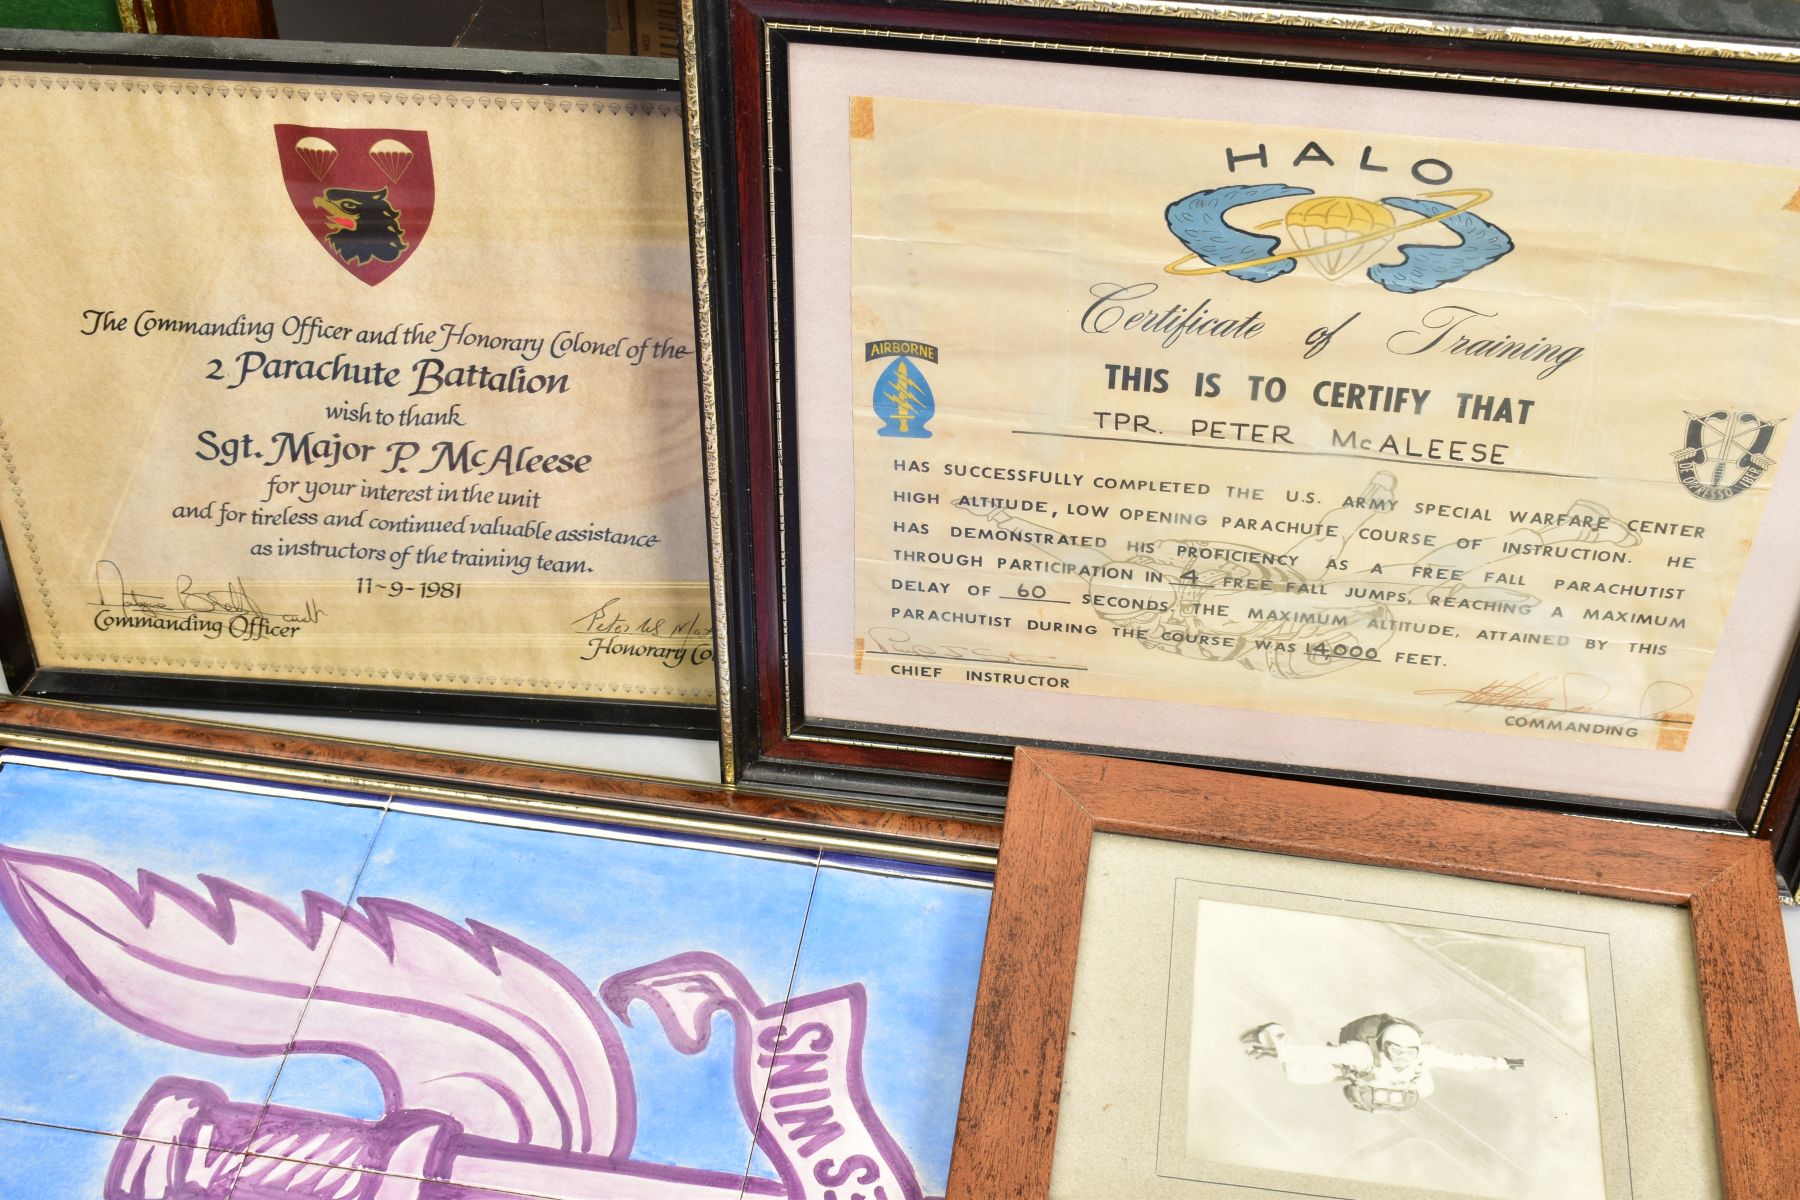 The Commanding Officer and the Honorary Colonel of the
2 Parachute Battalion
wish to thank
Sgt. Major P. McAleese
for your interest in the unit
and for tireless and continued valuable assistance
as instructors of the training team.
11-9-1981
Commanding Officer
Honorary Co
HALO
Certificate of Training
AIRBORNE
THIS IS TO CERTIFY THAT
TPR. PETER McALEESE
DE OPRESSO LIBER
HAS SUCCESSFULLY COMPLETED THE U.S. ARMY SPECIAL WARFARE CENTER
HIGH ALTITUDE, LOW OPENING PARACHUTE COURSE OF INSTRUCTION. HE
HAS DEMONSTRATED HIS PROFICIENCY AS A FREE FALL PARACHUTIST
THROUGH PARTICIPATION IN 4 FREE FALL JUMPS, REACHING A MAXIMUM
DELAY OF 60 SECONDS. THE MAXIMUM ALTITUDE, ATTAINED BY THIS
PARACHUTIST DURING THE COURSE WAS 14,000 FEET.
CHIEF INSTRUCTOR
COMMANDING
S WINS